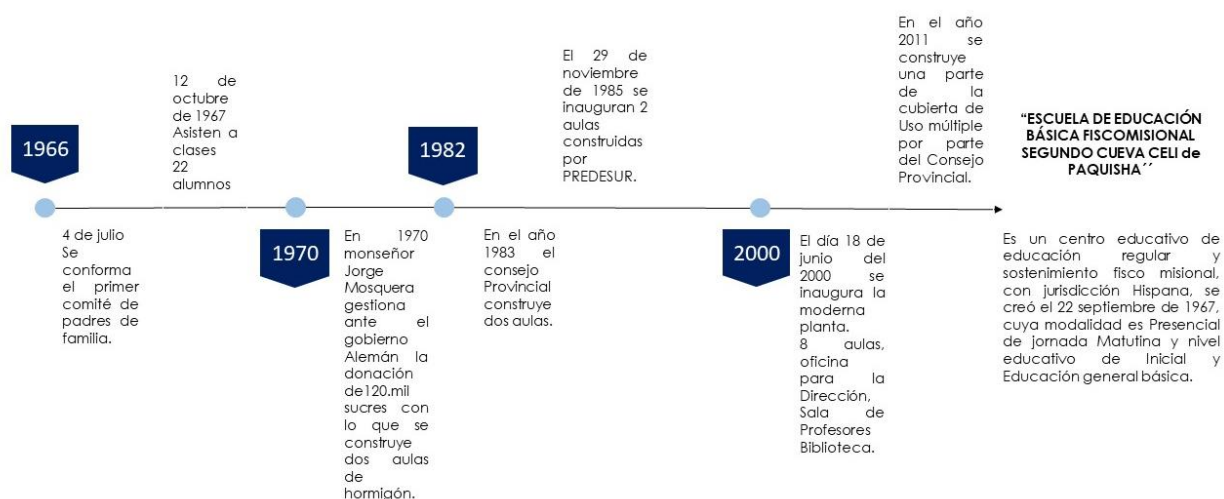 1966
4 de julio
Se
conforma
el primer
comité de
padres de
familia.
12 de
octubre
de 1967
Asisten a
clases
22
alumnos
1970
En 1970
monseñor
Jorge
Mosquera
gestiona
ante el
gobierno
Alemán la
donación
de120.mil
sucres con
lo que se
construye
dos aulas
de
hormigón.
1982
En el año
1983 el
consejo
Provincial
construye
dos aulas.
El 29 de
noviembre
de 1985 se
inauguran 2
aulas
construidas
por
PREDESUR.
2000
El día 18 de
junio del
2000 se
inaugura la
moderna
planta.
8 aulas,
oficina
para la
Dirección,
Sala de
Profesores
Biblioteca.
En el año
2011 se
construye
una parte
de la
cubierta de
Uso múltiple
por parte
del Consejo
Provincial.
“ESCUELA DE EDUCACIÓN
BÁSICA FISCOMISIONAL
SEGUNDO CUEVA CELI de
PAQUISHA´´
Es un centro educativo de
educación regular y
sostenimiento fisco misional,
con jurisdicción Hispana, se
creó el 22 septiembre de 1967,
cuya modalidad es Presencial
de jornada Matutina y nivel
educativo de Inicial y
Educación general básica.